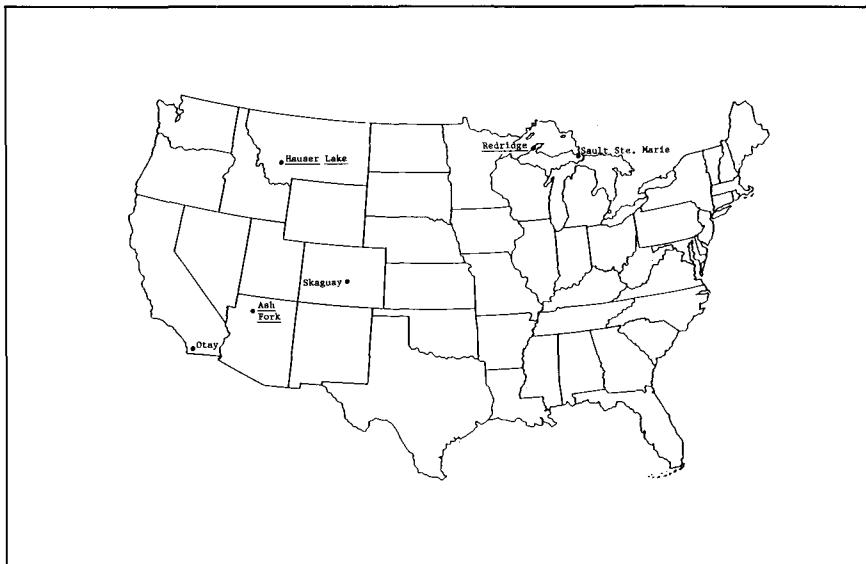 Redridge
Sault Ste. Marie
Hauser Lake
Skaguay
Ash
Fork
Otay